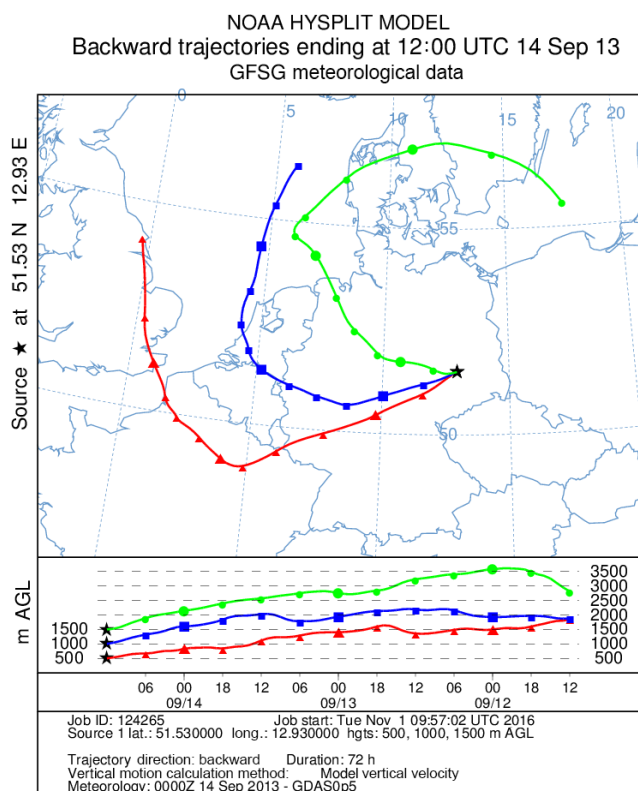 NOAA HYSPLIT MODEL
Backward trajectories ending at 12:00 UTC 14 Sep 13
GFSG meteorological data
Source ★ at 51.53 N 12.93 E
0 5 10 15 20
55
50
m AGL
1500
1000
500
3500
3000
2500
2000
1500
1000
500
06 00 18 12 06 00 18 12 06 00 18 12
09/14 09/13 09/12
Job ID: 124265 Job start: Tue Nov 1 09:57:02 UTC 2016
Source 1 lat.: 51.530000 long.: 12.930000 hgts: 500, 1000, 1500 m AGL
Trajectory direction: backward Duration: 72 h
Vertical motion calculation method: Model vertical velocity
Meteorology: 0000Z 14 Sep 2013 - GDAS0p5